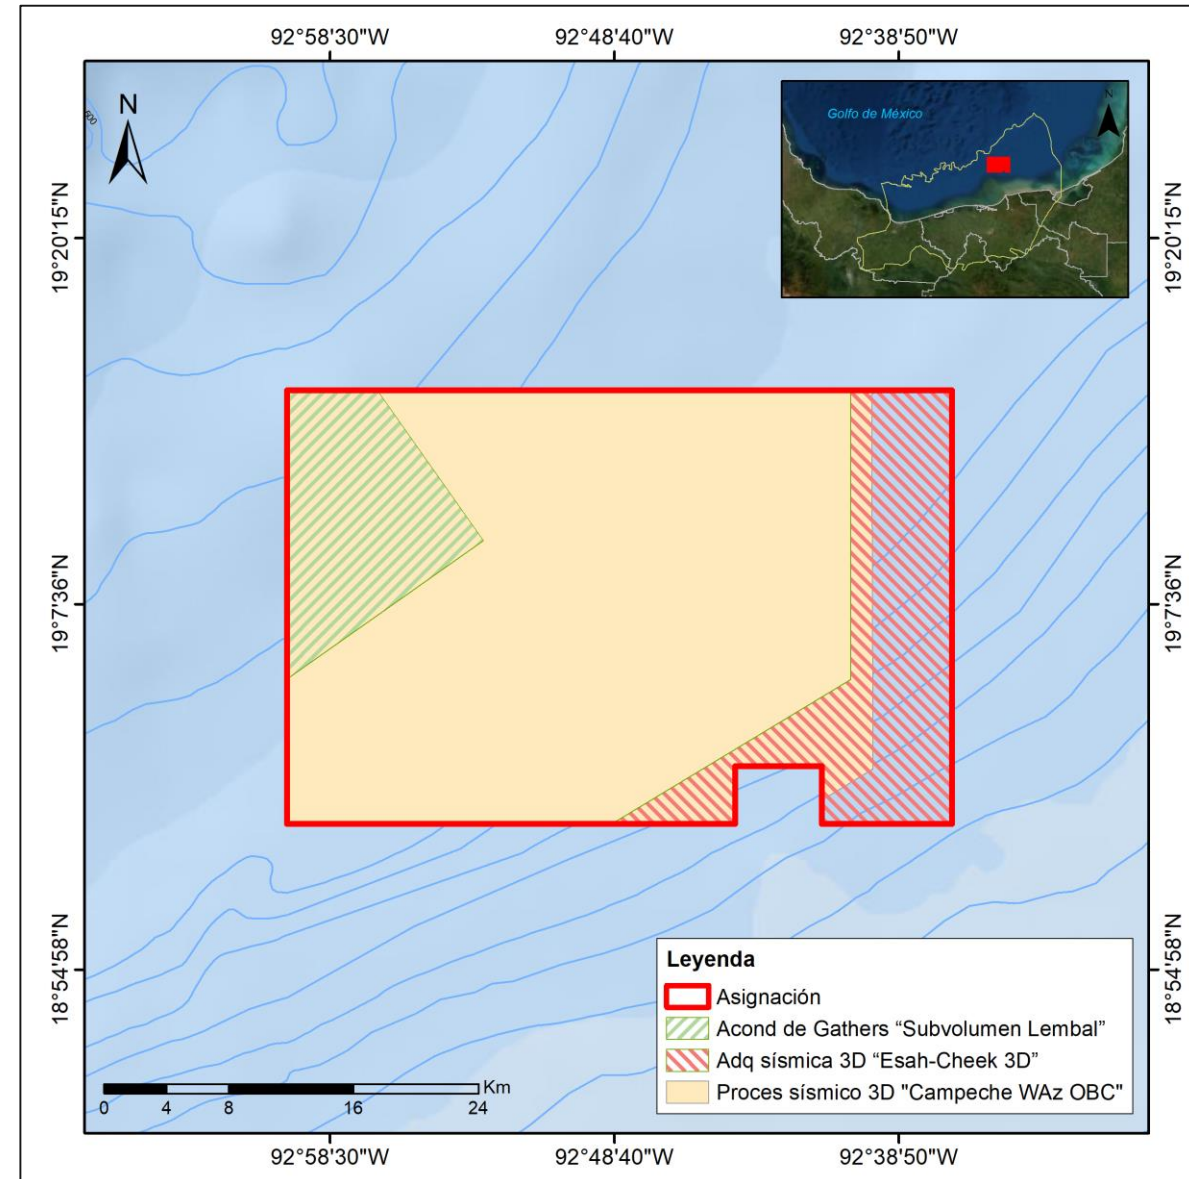 92°58'30"W 92°48'40"W 92°38'50"W
N
500
Golfo de México
N
19°20'15"N 19°20'15"N
19°7'36"N 19°7'36"N
18°54'58"N 18°54'58"N
Leyenda
Asignación
Acond de Gathers “Subvolumen Lembal”
Adq sísmica 3D “Esah-Cheek 3D”
Proces sísmico 3D "Campeche WAz OBC"
Km
0 4 8 16 24
92°58'30"W 92°48'40"W 92°38'50"W